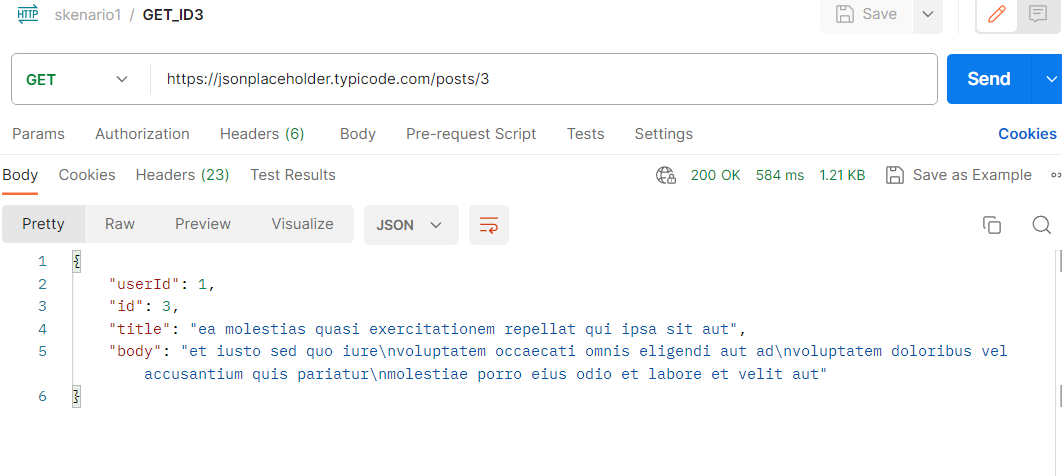 HTTP skenario1 / GET_ID3 Save
GET https://jsonplaceholder.typicode.com/posts/3 Send
Params Authorization Headers (6) Body Pre-request Script Tests Settings Cookies
Body Cookies Headers (23) Test Results 200 OK 584 ms 1.21 KB Save as Example
Pretty Raw Preview Visualize JSON
1 {
2 "userId": 1,
3 "id": 3,
4 "title": "ea molestias quasi exercitationem repellat qui ipsa sit aut",
5 "body": "et iusto sed quo iure\nvoluptatem occaecati omnis eligendi aut ad\nvoluptatem doloribus vel
accusantium quis pariatur\nmolestiae porro eius odio et labore et velit aut"
6 }